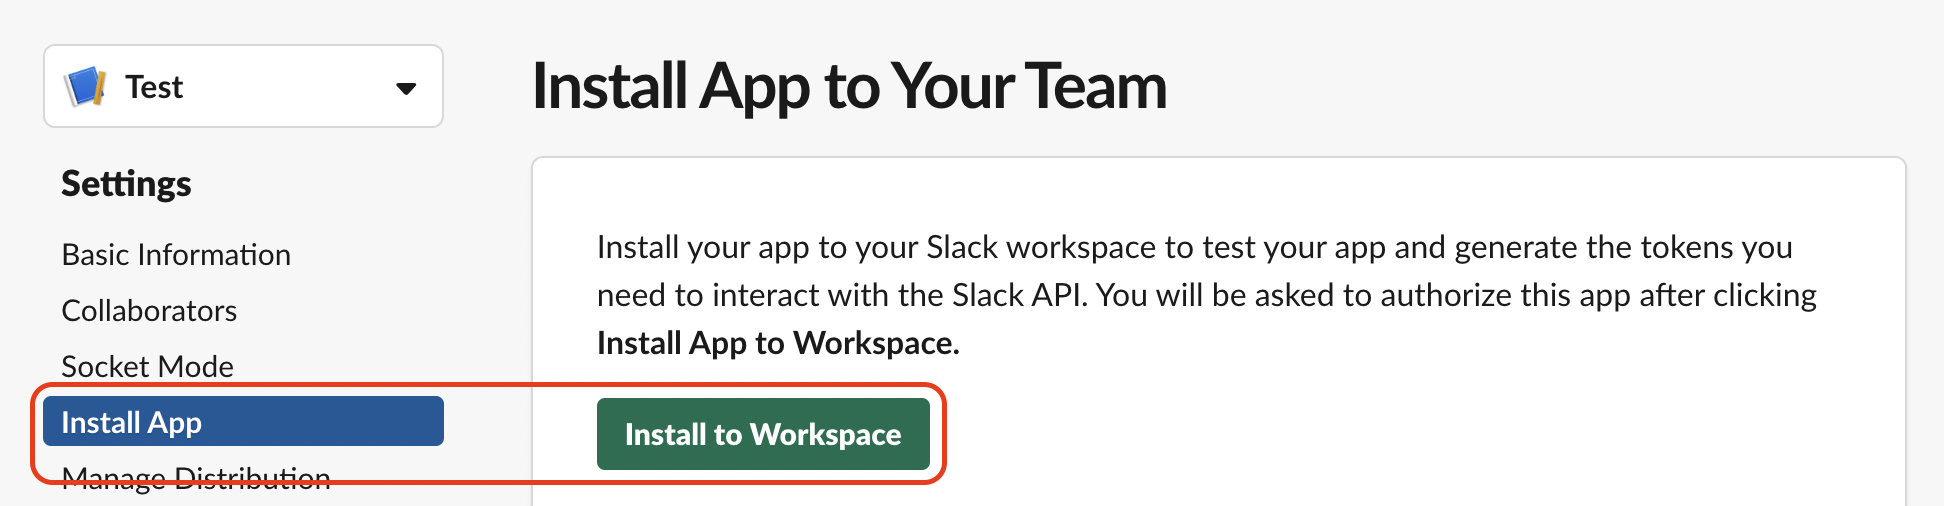 Test
Settings
Basic Information
Collaborators
Socket Mode
Install App
Manage Distribution
Install App to Your Team
Install your app to your Slack workspace to test your app and generate the tokens you
need to interact with the Slack API. You will be asked to authorize this app after clicking
Install App to Workspace.
Install to Workspace